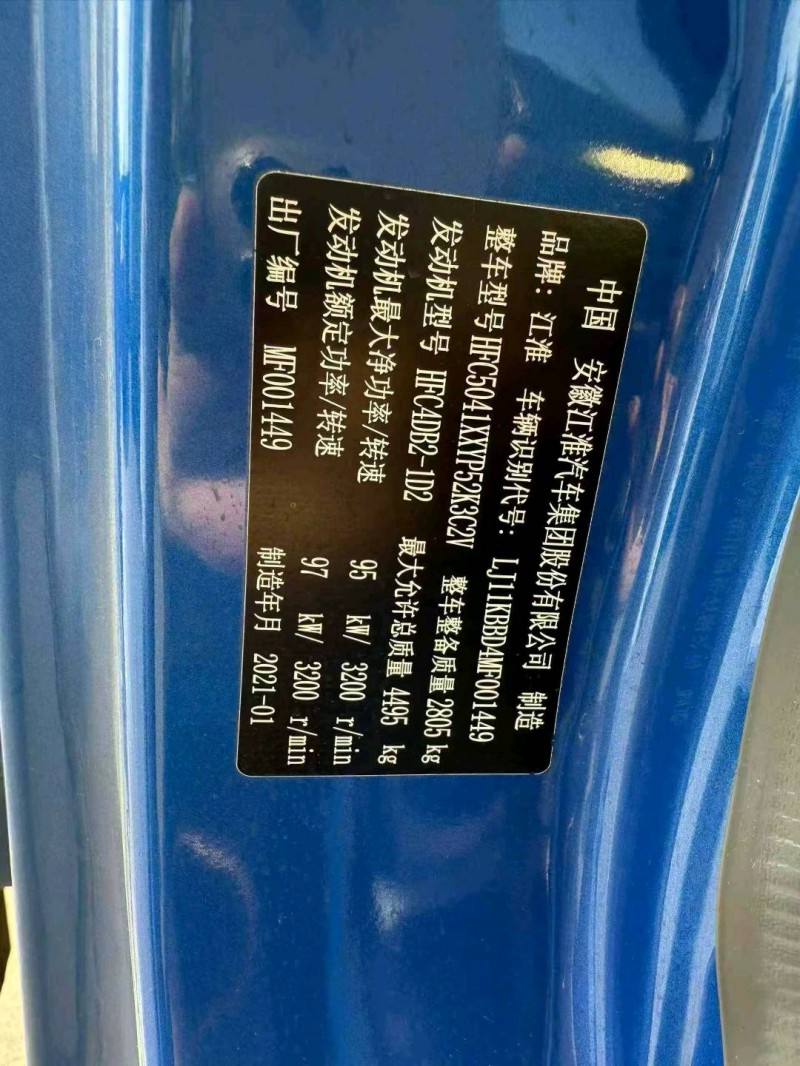 中国 安徽江淮汽车集团股份有限公司 制造
品牌：江淮 车辆识别代号：LJ11KBBD4MF001449
整车型号 HFC5041XXYP52K3C2V 整车整备质量 2805 kg
发动机型号 HFC4DB2-1D2 最大允许总质量 4495 kg
发动机最大净功率/转速 95 kW/ 3200 r/min
发动机额定功率/转速 97 kW/ 3200 r/min
出厂编号 MF001449 制造年月 2021-01